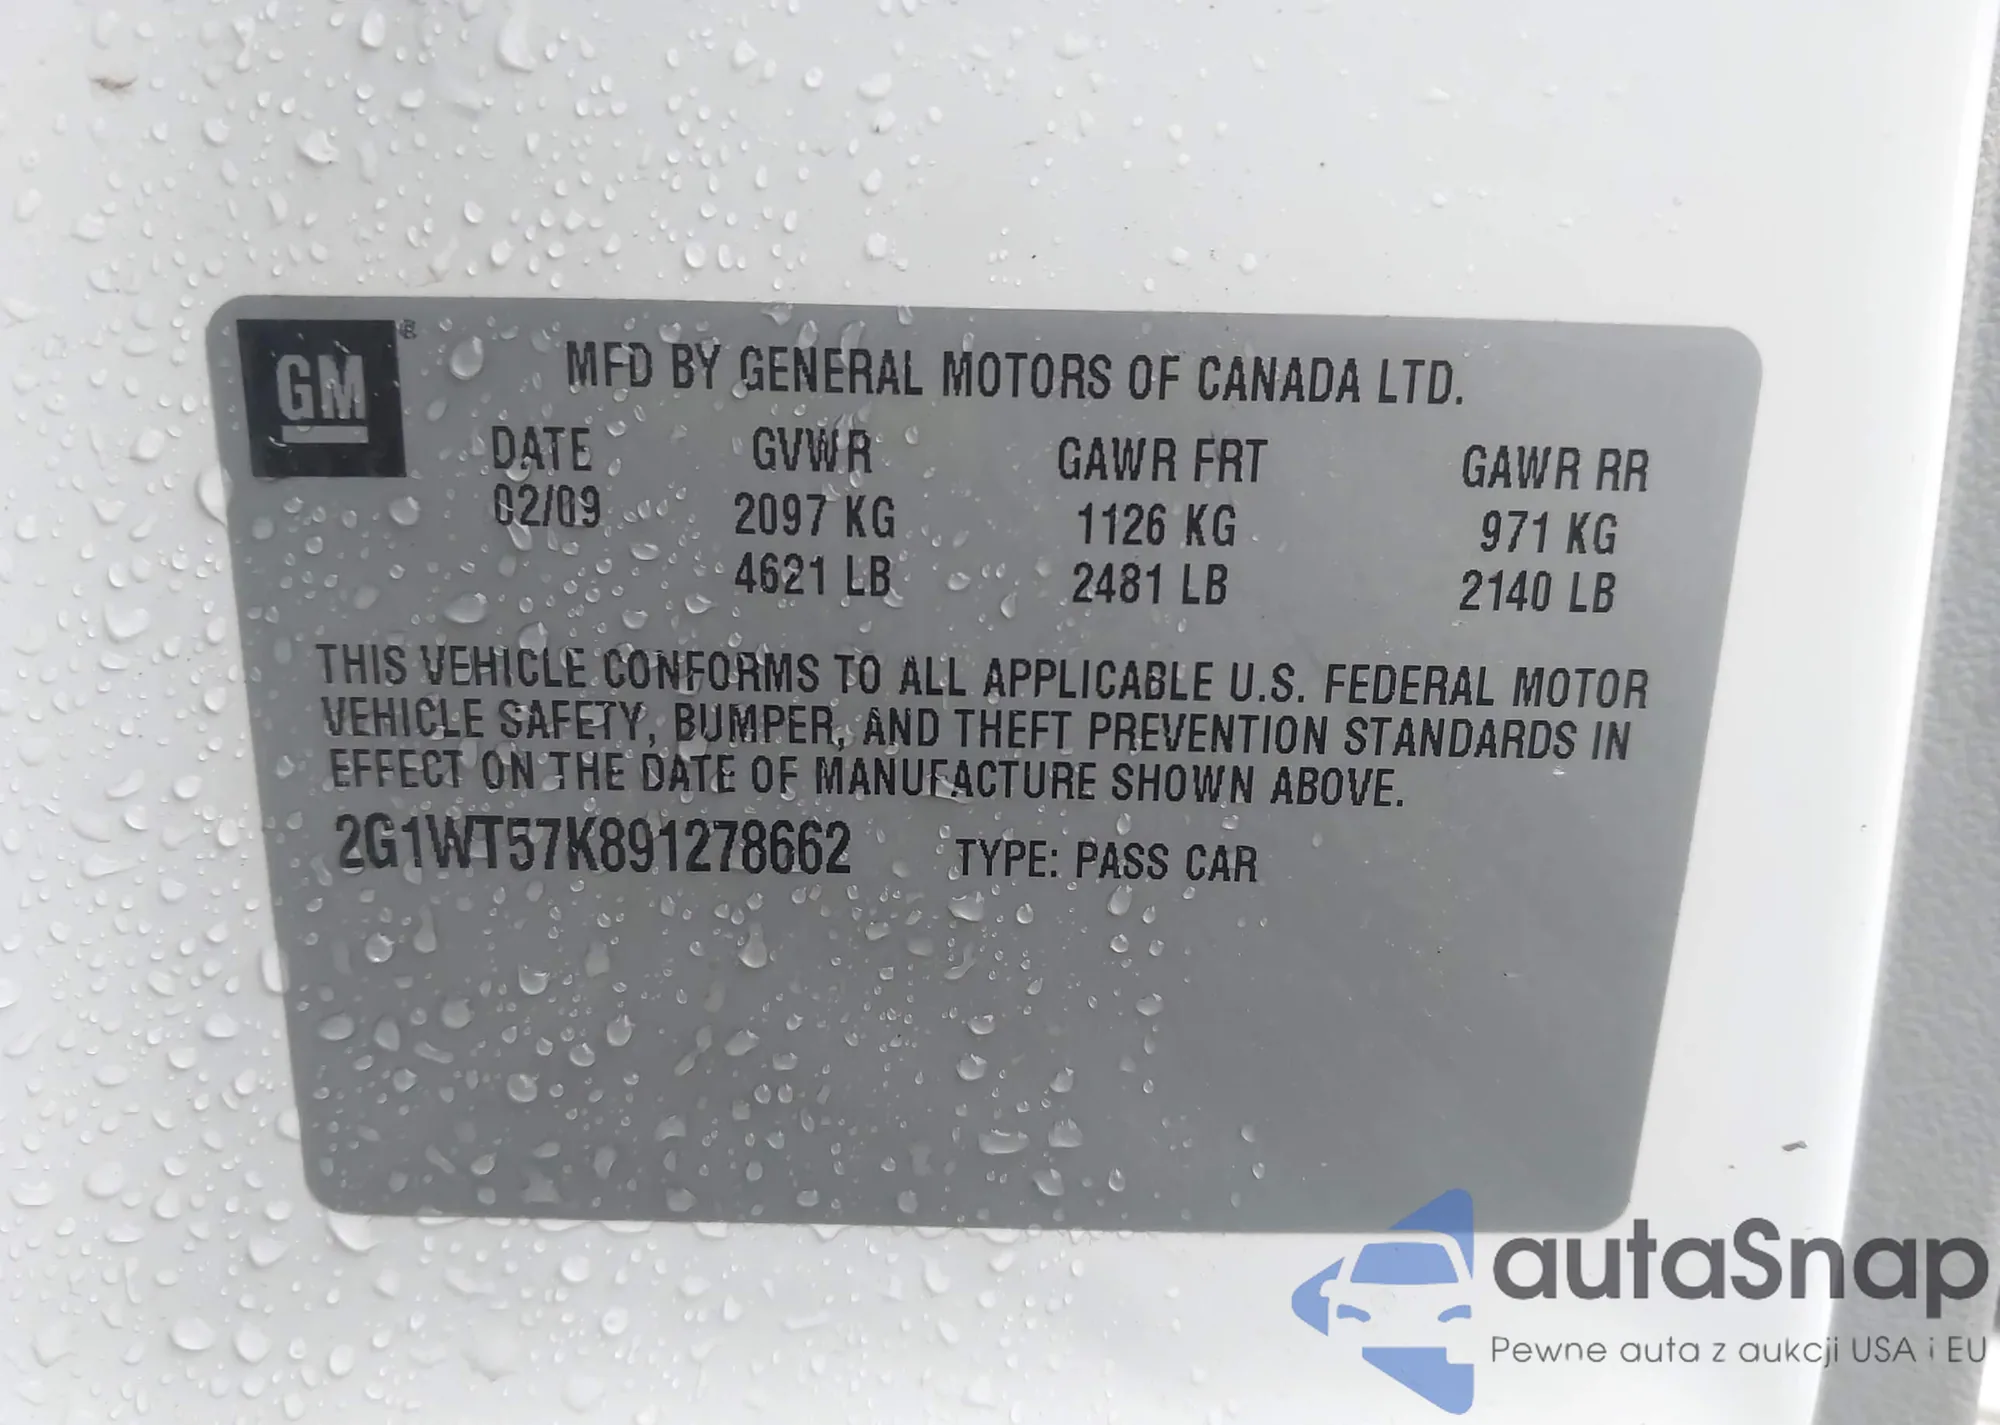 GM ®
MFD BY GENERAL MOTORS OF CANADA LTD.
DATE GVWR GAWR FRT GAWR RR
02/09 2097 KG 1126 KG 971 KG
4621 LB 2481 LB 2140 LB
THIS VEHICLE CONFORMS TO ALL APPLICABLE U.S. FEDERAL MOTOR
VEHICLE SAFETY, BUMPER, AND THEFT PREVENTION STANDARDS IN
EFFECT ON THE DATE OF MANUFACTURE SHOWN ABOVE.
2G1WT57K891278662 TYPE: PASS CAR
autaSnap
Pewne auta z aukcji USA i EU